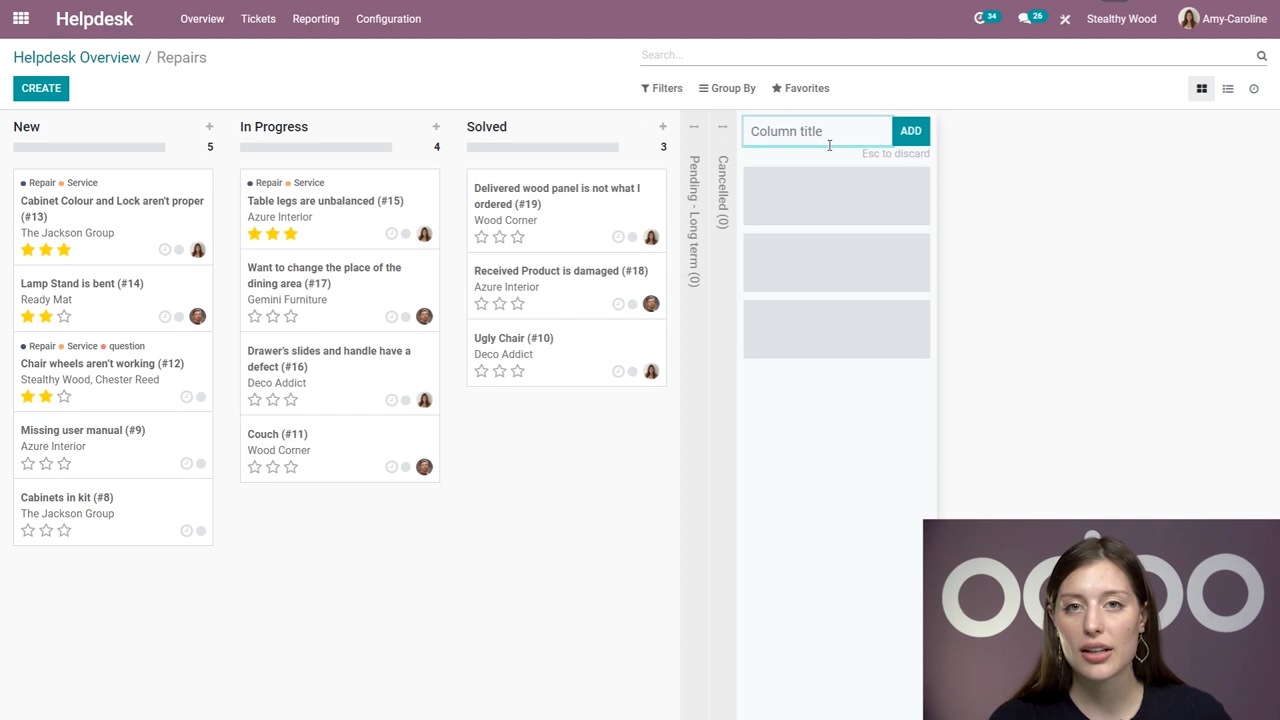 Helpdesk
Overview
Tickets
Reporting
Configuration
34
26
Stealthy Wood
Amy-Caroline
Helpdesk Overview / Repairs
Search...
CREATE
Filters
Group By
Favorites
New
5
Repair Service
Cabinet Colour and Lock aren't proper
(#13)
The Jackson Group
Lamp Stand is bent (#14)
Ready Mat
Repair Service question
Chair wheels aren't working (#12)
Stealthy Wood, Chester Reed
Missing user manual (#9)
Azure Interior
Cabinets in kit (#8)
The Jackson Group
In Progress
4
Repair Service
Table legs are unbalanced (#15)
Azure Interior
Want to change the place of the
dining area (#17)
Gemini Furniture
Drawer's slides and handle have a
defect (#16)
Deco Addict
Couch (#11)
Wood Corner
Solved
3
Delivered wood panel is not what I
ordered (#19)
Wood Corner
Received Product is damaged (#18)
Azure Interior
Ugly Chair (#10)
Deco Addict
Pending - Long term (0)
Cancelled (0)
Column title
ADD
Esc to discard
odoo